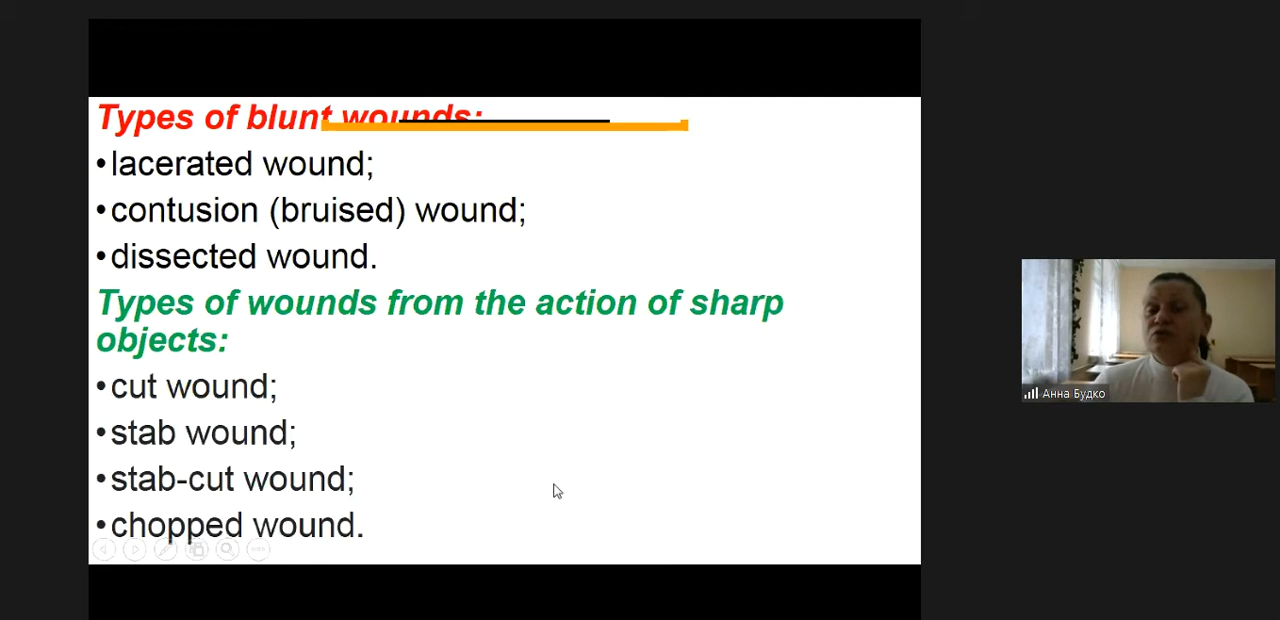 Types of blunt wounds:
•lacerated wound;
•contusion (bruised) wound;
•dissected wound.
Types of wounds from the action of sharp
objects:
•cut wound;
•stab wound;
•stab-cut wound;
•chopped wound.
Анна Будко